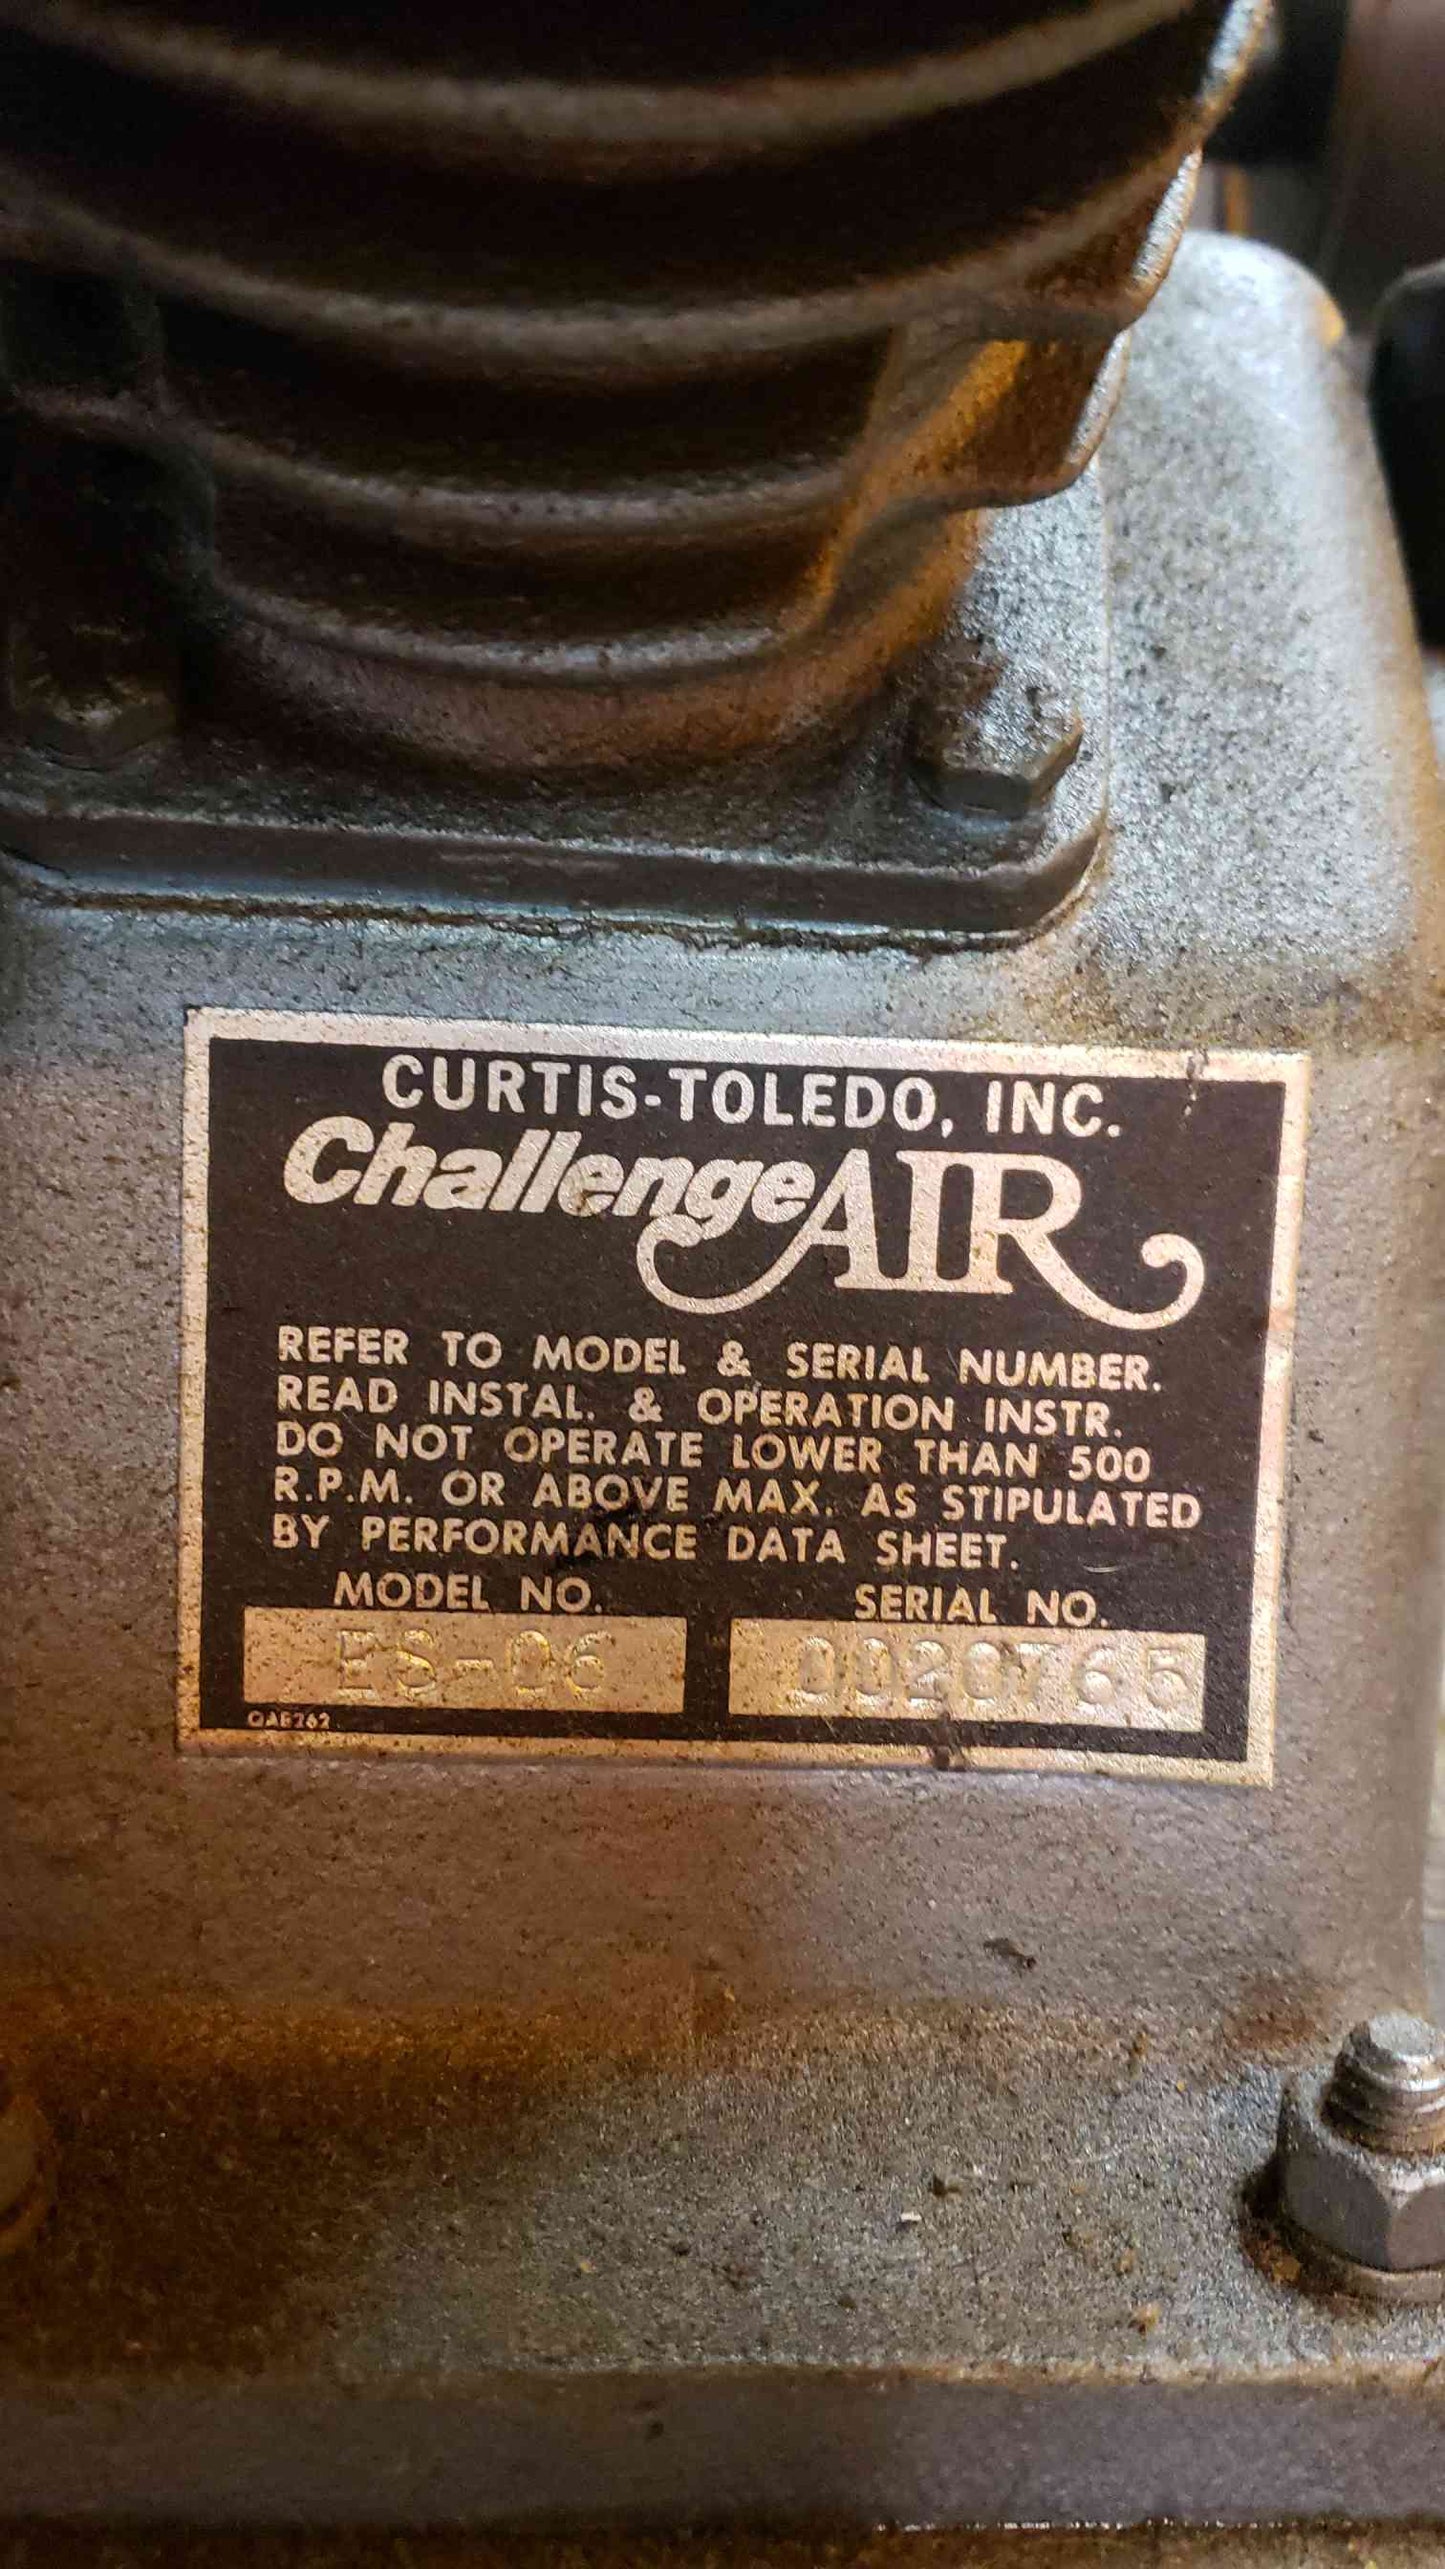 CURTIS-TOLEDO, INC.
ChallengeAIR
REFER TO MODEL & SERIAL NUMBER.
READ INSTAL. & OPERATION INSTR.
DO NOT OPERATE LOWER THAN 500
R.P.M. OR ABOVE MAX. AS STIPULATED
BY PERFORMANCE DATA SHEET.
MODEL NO. SERIAL NO.
ES-06 0020765